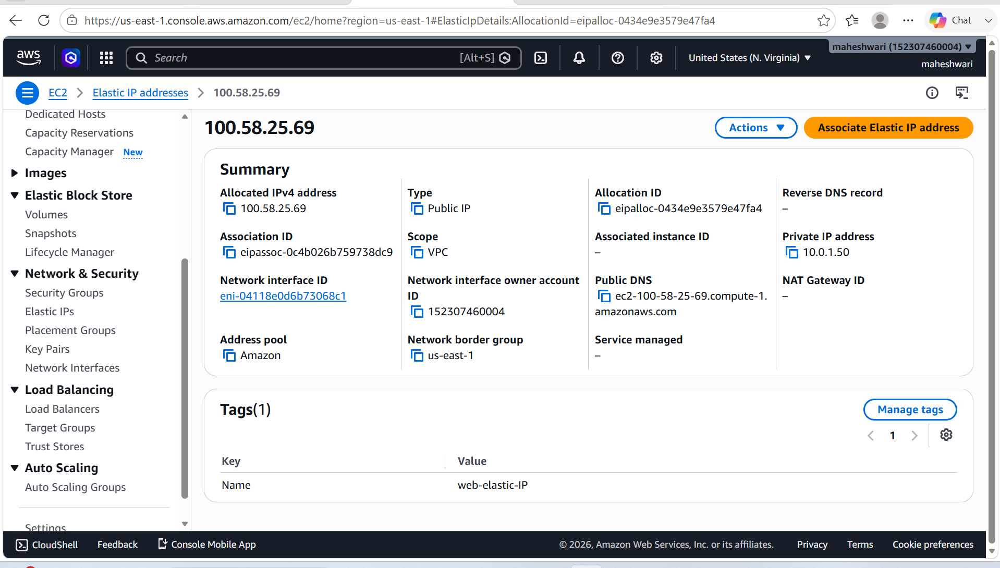 https://us-east-1.console.aws.amazon.com/ec2/home?region=us-east-1#ElasticIpDetails:AllocationId=eipalloc-0434e9e3579e47fa4
Chat
aws
Search
[Alt+S]
United States (N. Virginia)
maheshwari (152307460004)
maheshwari
EC2
Elastic IP addresses
100.58.25.69
Dedicated Hosts
Capacity Reservations
Capacity Manager New
Images
Elastic Block Store
Volumes
Snapshots
Lifecycle Manager
Network & Security
Security Groups
Elastic IPs
Placement Groups
Key Pairs
Network Interfaces
Load Balancing
Load Balancers
Target Groups
Trust Stores
Auto Scaling
Auto Scaling Groups
Settings
100.58.25.69
Actions
Associate Elastic IP address
Summary
Allocated IPv4 address
100.58.25.69
Type
Public IP
Allocation ID
eipalloc-0434e9e3579e47fa4
Reverse DNS record
–
Association ID
eipassoc-0c4b026b759738dc9
Scope
VPC
Associated instance ID
–
Private IP address
10.0.1.50
Network interface ID
eni-04118e0d6b73068c1
Network interface owner account
ID
152307460004
Public DNS
ec2-100-58-25-69.compute-1.
amazonaws.com
NAT Gateway ID
–
Address pool
Amazon
Network border group
us-east-1
Service managed
–
Tags(1)
Manage tags
1
Key
Value
Name
web-elastic-IP
CloudShell
Feedback
Console Mobile App
© 2026, Amazon Web Services, Inc. or its affiliates.
Privacy
Terms
Cookie preferences